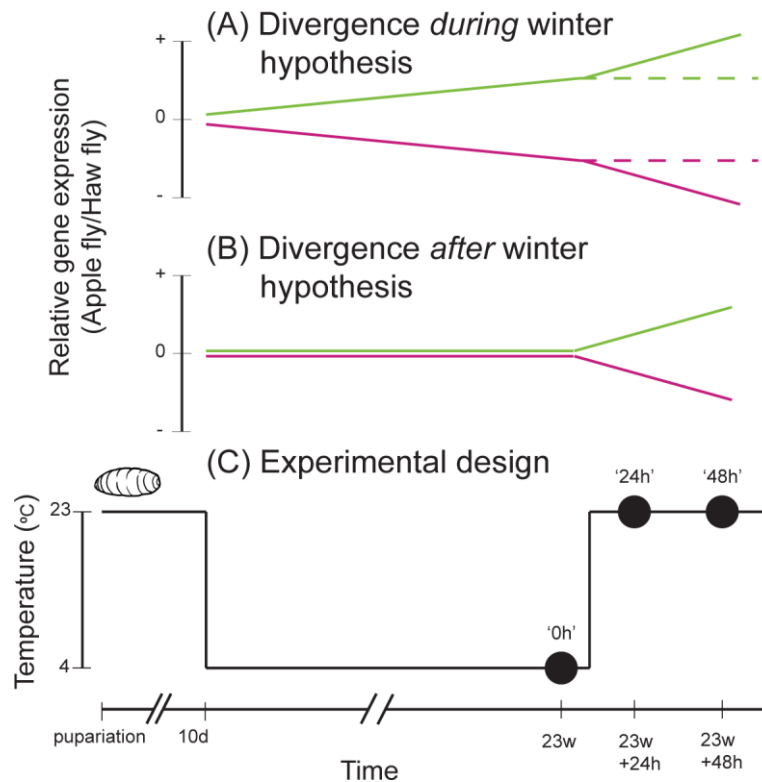 (A) Divergence during winter
hypothesis
+
0
-
Relative gene expression
(Apple fly/Haw fly)
(B) Divergence after winter
hypothesis
+
0
-
(C) Experimental design
'0h'
'24h'
'48h'
Temperature (ºC)
23
4
pupariation
10d
23w
23w
+24h
23w
+48h
Time